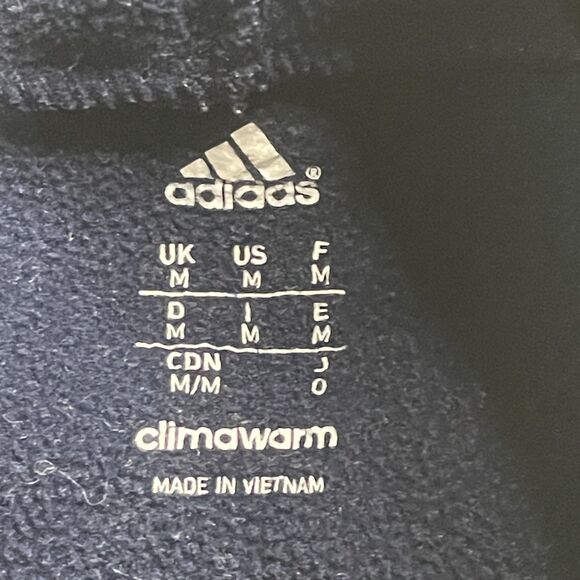 adidas®
UK US F
M M M
D I E
M M M
CDN J
M/M O
climawarm
MADE IN VIETNAM